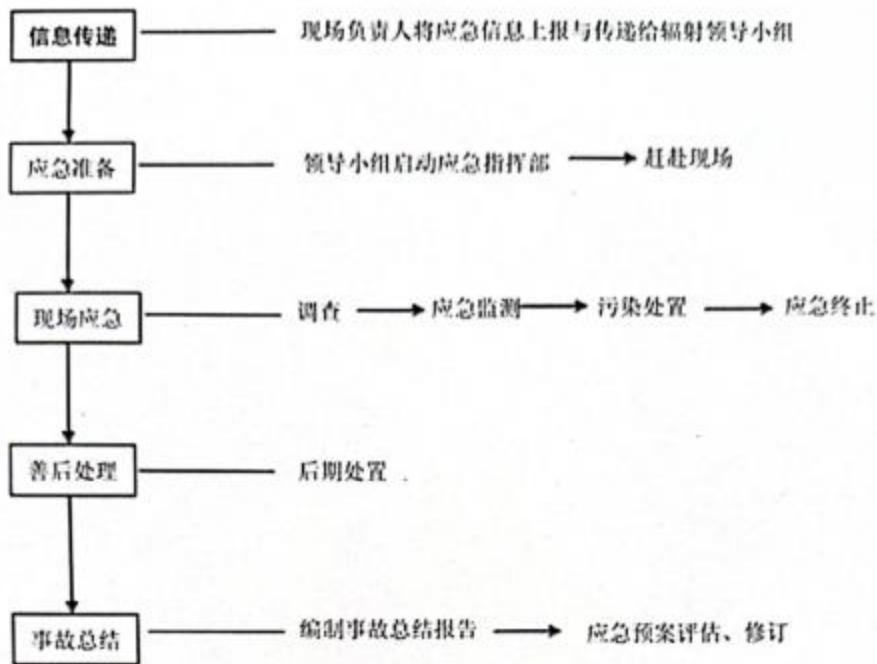 信息传递 现场负责人将应急信息上报与传递给辐射领导小组
应急准备 领导小组启动应急指挥部 赶赴现场
现场应急 调查 应急监测 污染处置 应急终止
善后处理 后期处置
事故总结 编制事故总结报告 应急预案评估、修订